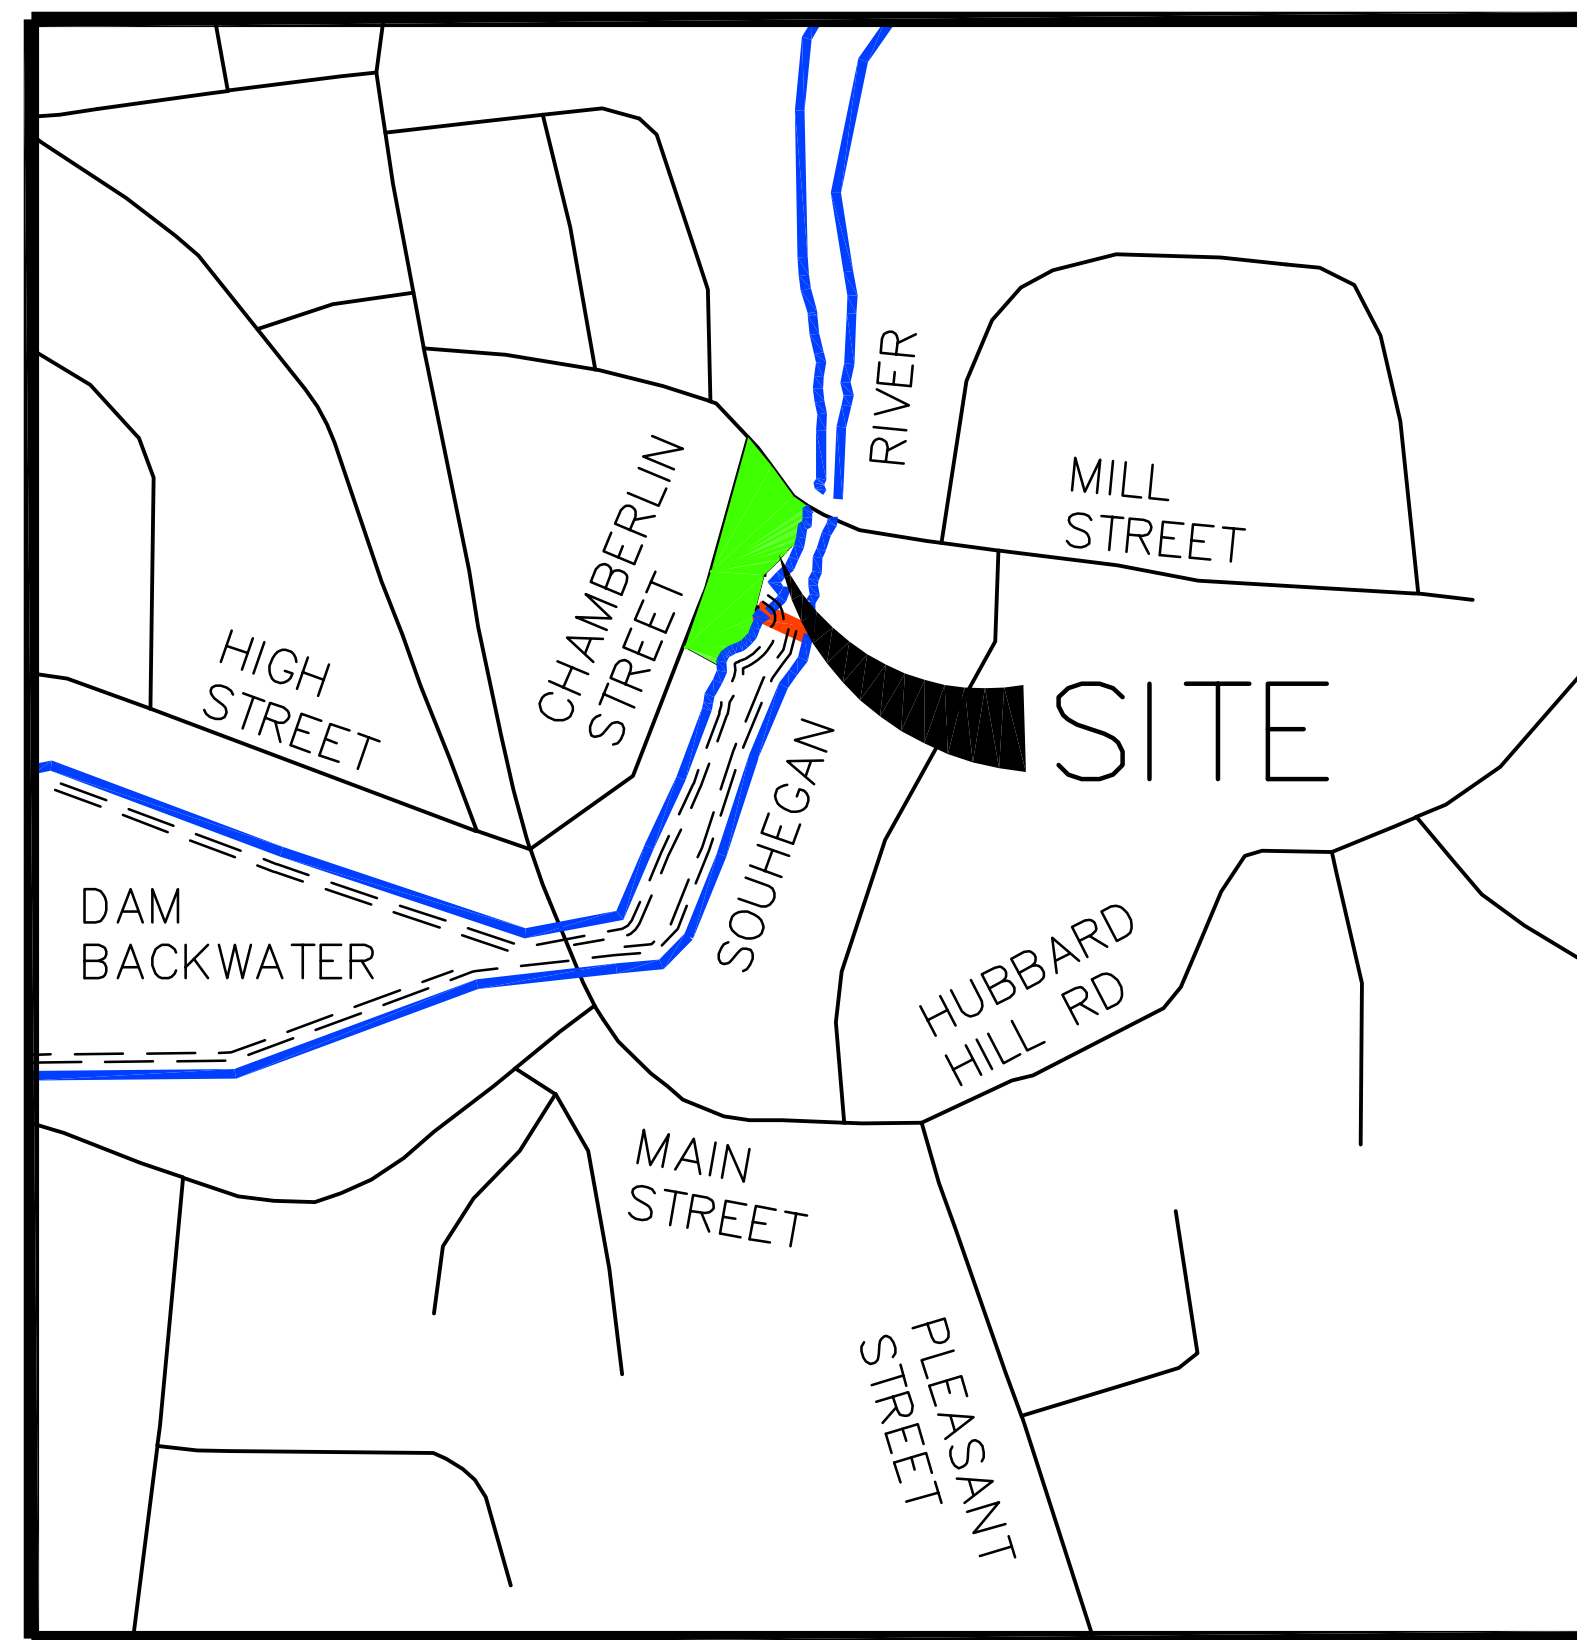 RIVER
MILL
STREET
CHAMBERLIN
STREET
HIGH
STREET
SITE
SOUHEGAN
DAM
BACKWATER
HUBBARD
HILL RD
MAIN
STREET
PLEASANT
STREET